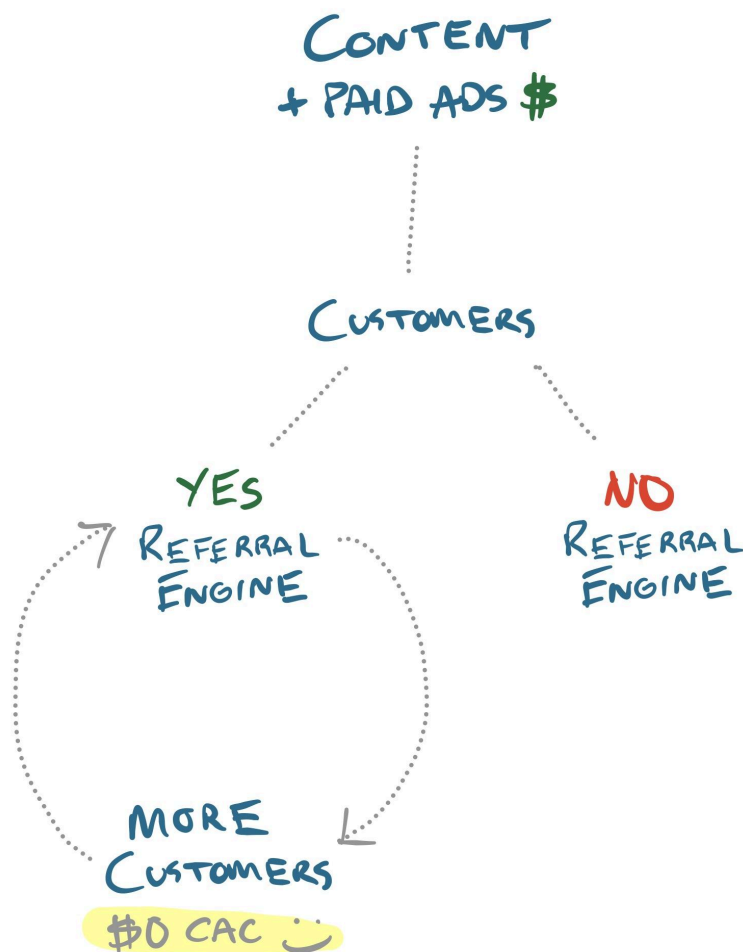 CONTENT
+ PAID ADS $
CUSTOMERS
YES
REFERRAL
ENGINE
NO
REFERRAL
ENGINE
MORE
CUSTOMERS
$0 CAC